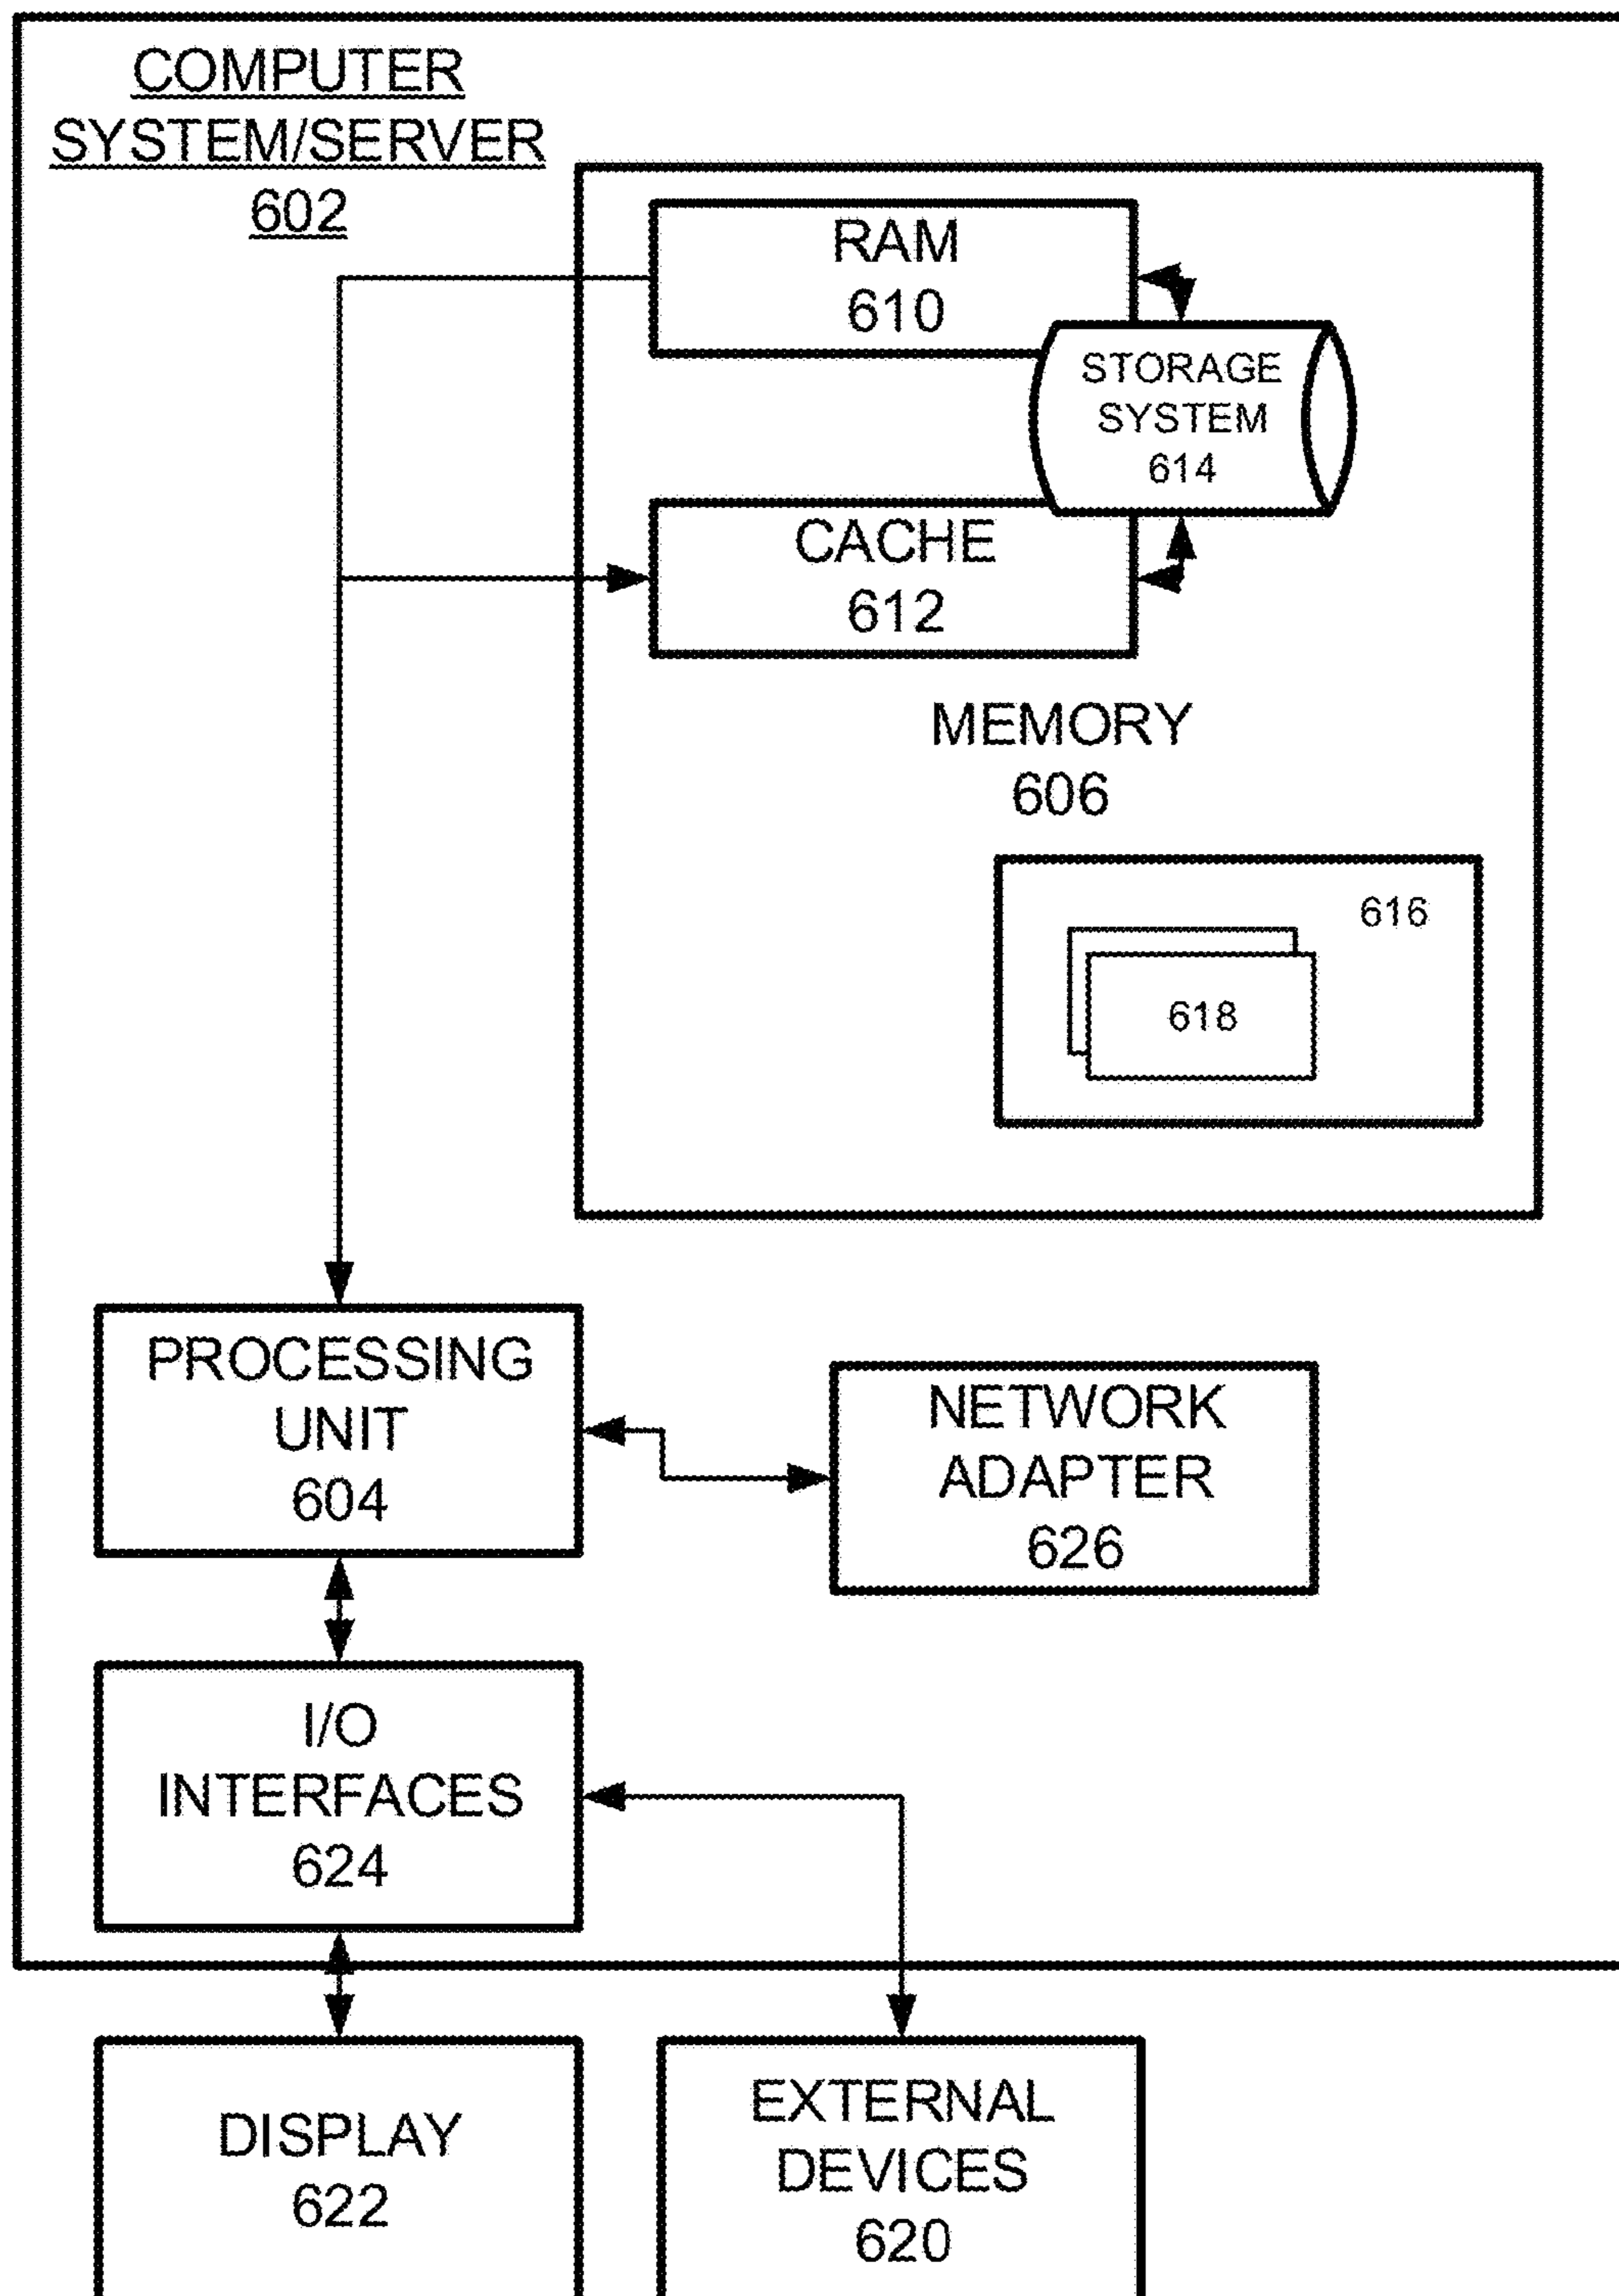 COMPUTER
SYSTEM/SERVER
602
RAM
610
STORAGE
SYSTEM
614
CACHE
612
MEMORY
606
616
618
PROCESSING
UNIT
604
NETWORK
ADAPTER
626
I/O
INTERFACES
624
DISPLAY
622
EXTERNAL
DEVICES
620